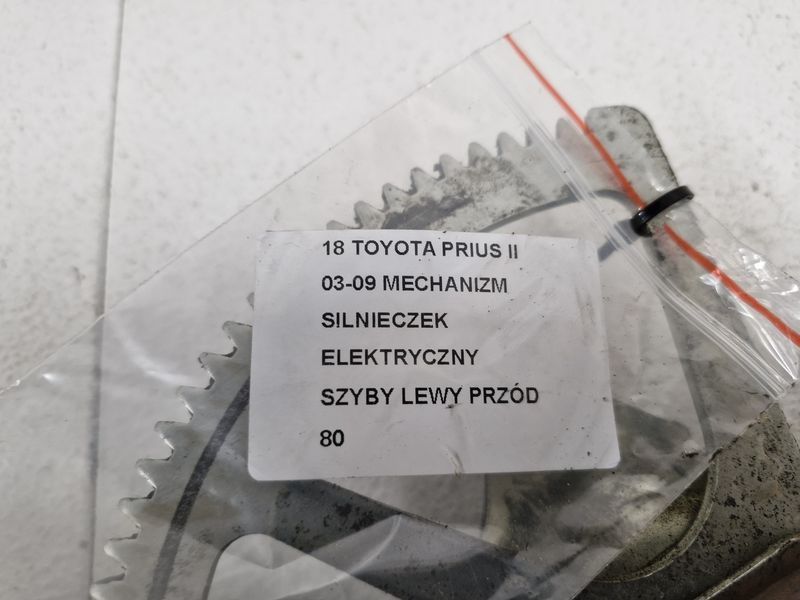 18 TOYOTA PRIUS II
03-09 MECHANIZM
SILNIECZEK
ELEKTRYCZNY
SZYBY LEWY PRZÓD
80